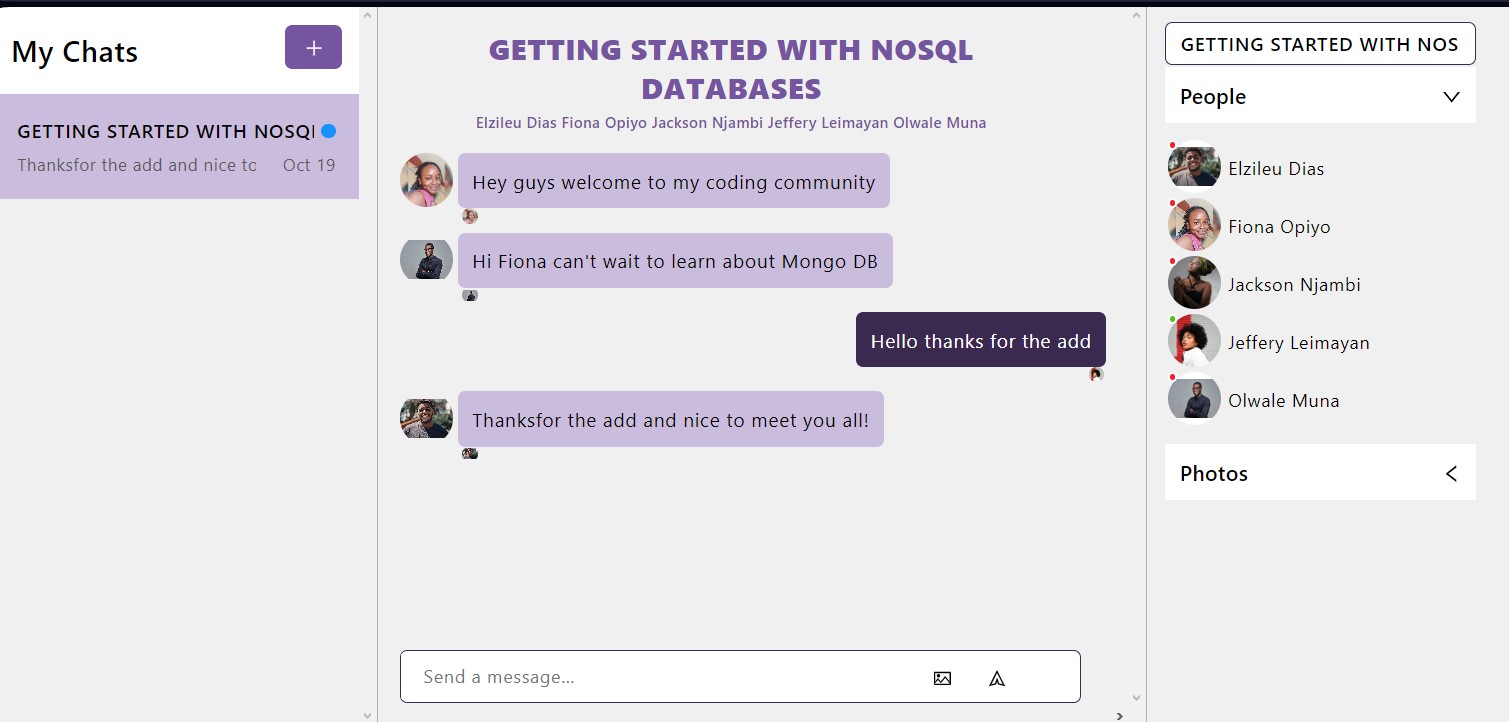 My Chats
+
GETTING STARTED WITH NOSQL
Thanksfor the add and nice to
Oct 19
GETTING STARTED WITH NOSQL
DATABASES
Elzileu Dias Fiona Opiyo Jackson Njambi Jeffery Leimayan Olwale Muna
Hey guys welcome to my coding community
Hi Fiona can't wait to learn about Mongo DB
Hello thanks for the add
Thanksfor the add and nice to meet you all!
Send a message...
GETTING STARTED WITH NOS
People
Elzileu Dias
Fiona Opiyo
Jackson Njambi
Jeffery Leimayan
Olwale Muna
Photos